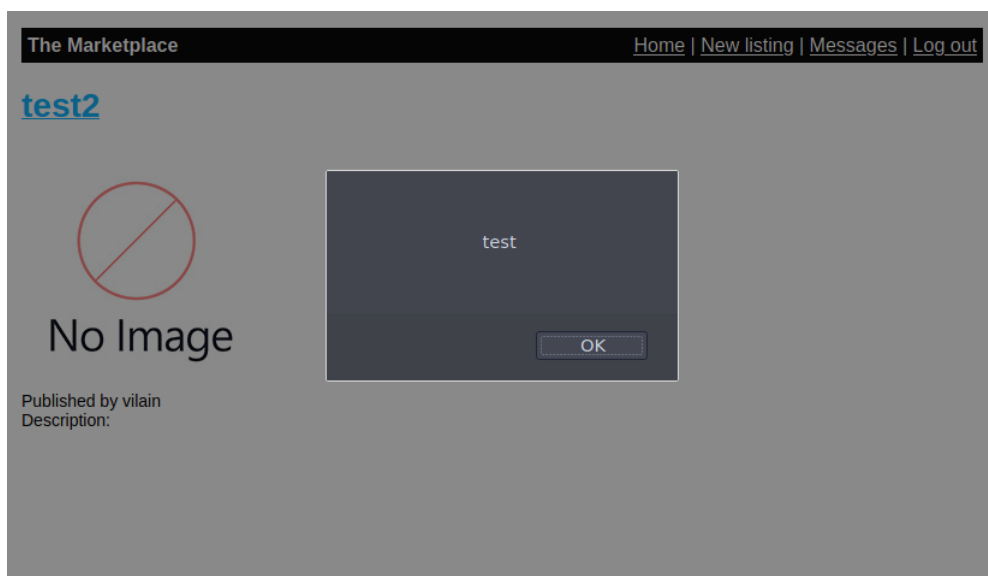 The Marketplace Home | New listing | Messages | Log out
test2
test
OK
No Image
Published by vilain
Description: